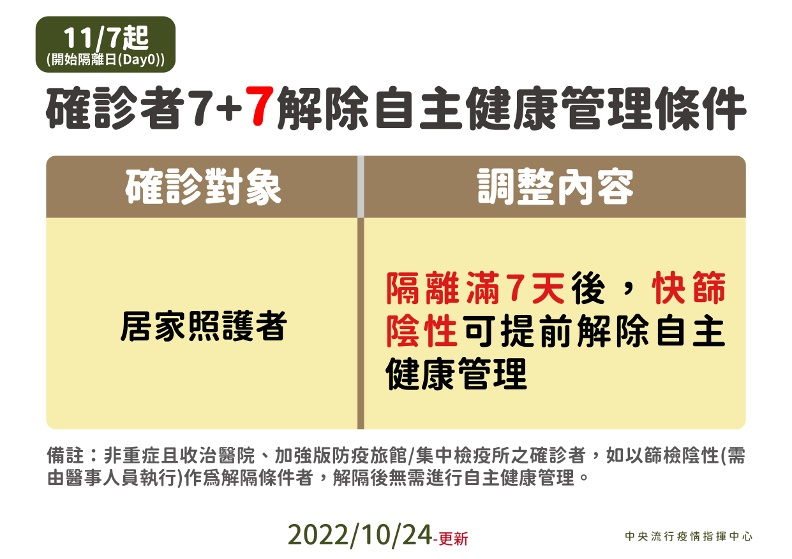 11/7起
(開始隔離日(Day0))
確診者7+7解除自主健康管理條件
確診對象
調整內容
居家照護者
隔離滿7天後，快篩
陰性可提前解除自主
健康管理
備註：非重症且收治醫院、加強版防疫旅館/集中檢疫所之確診者，如以篩檢陰性(需
由醫事人員執行)作為解隔條件者，解隔後無需進行自主健康管理。
2022/10/24-更新
中央流行疫情指揮中心